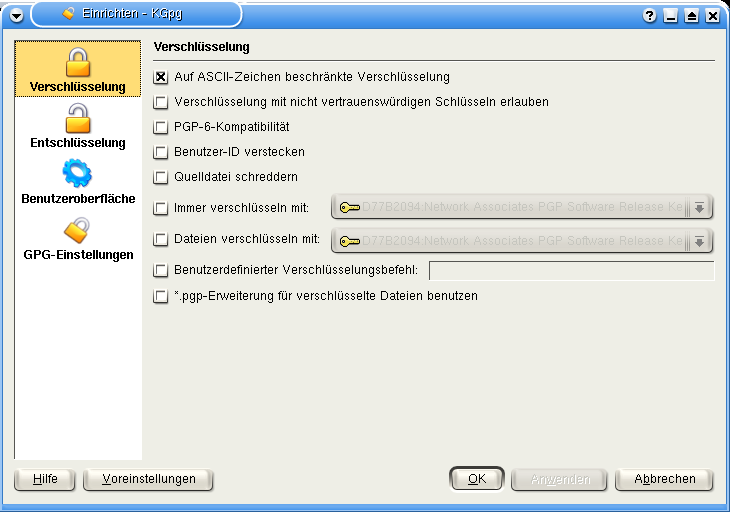 Einrichten - KGpg
Verschlüsselung
Entschlüsselung
Benutzeroberfläche
GPG-Einstellungen
Verschlüsselung
Auf ASCII-Zeichen beschränkte Verschlüsselung
Verschlüsselung mit nicht vertrauenswürdigen Schlüsseln erlauben
PGP-6-Kompatibilität
Benutzer-ID verstecken
Quelldatei schreddern
Immer verschlüsseln mit: D77B2094:Network Associates PGP Software Release Ke
Dateien verschlüsseln mit: D77B2094:Network Associates PGP Software Release Ke
Benutzerdefinierter Verschlüsselungsbefehl:
*.pgp-Erweiterung für verschlüsselte Dateien benutzen
Hilfe Voreinstellungen OK Anwenden Abbrechen